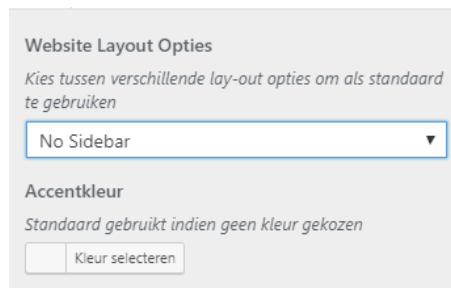 Website Layout Opties
Kies tussen verschillende lay-out opties om als standaard
te gebruiken
No Sidebar
Accentkleur
Standaard gebruikt indien geen kleur gekozen
Kleur selecteren